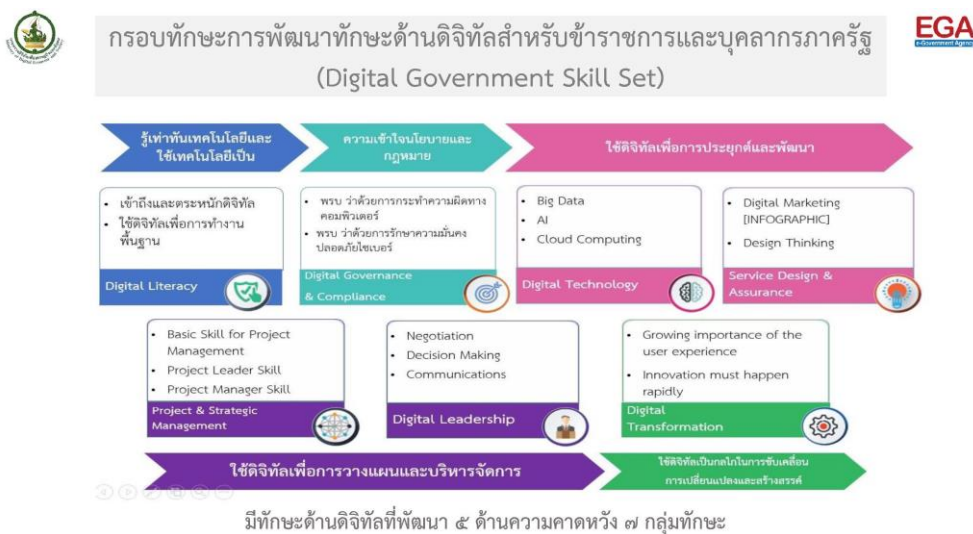 กรอบทักษะการพัฒนาทักษะด้านดิจิทัลสำหรับข้าราชการและบุคลากรภาครัฐ
(Digital Government Skill Set)
EGA
e-Government Agency
รู้เท่าทันเทคโนโลยีและ
ใช้เทคโนโลยีเป็น
ความเข้าใจนโยบายและ
กฎหมาย
ใช้ดิจิทัลเพื่อการประยุกต์และพัฒนา
• เข้าถึงและตระหนักดิจิทัล
• ใช้ดิจิทัลเพื่อการทำงาน
พื้นฐาน
Digital Literacy
• พรบ ว่าด้วยการกระทำความผิดทาง
คอมพิวเตอร์
• พรบ ว่าด้วยการรักษาความมั่นคง
ปลอดภัยไซเบอร์
Digital Governance
& Compliance
• Big Data
• AI
• Cloud Computing
Digital Technology
• Digital Marketing
[INFOGRAPHIC]
• Design Thinking
Service Design &
Assurance
• Basic Skill for Project
Management
• Project Leader Skill
• Project Manager Skill
Project & Strategic
Management
• Negotiation
• Decision Making
• Communications
Digital Leadership
• Growing importance of the
user experience
• Innovation must happen
rapidly
Digital
Transformation
ใช้ดิจิทัลเพื่อการวางแผนและบริหารจัดการ
ใช้ดิจิทัลเป็นกลไกในการขับเคลื่อน
การเปลี่ยนแปลงและสร้างสรรค์
มีทักษะด้านดิจิทัลที่พัฒนา ๕ ด้านความคาดหวัง ๗ กลุ่มทักษะ